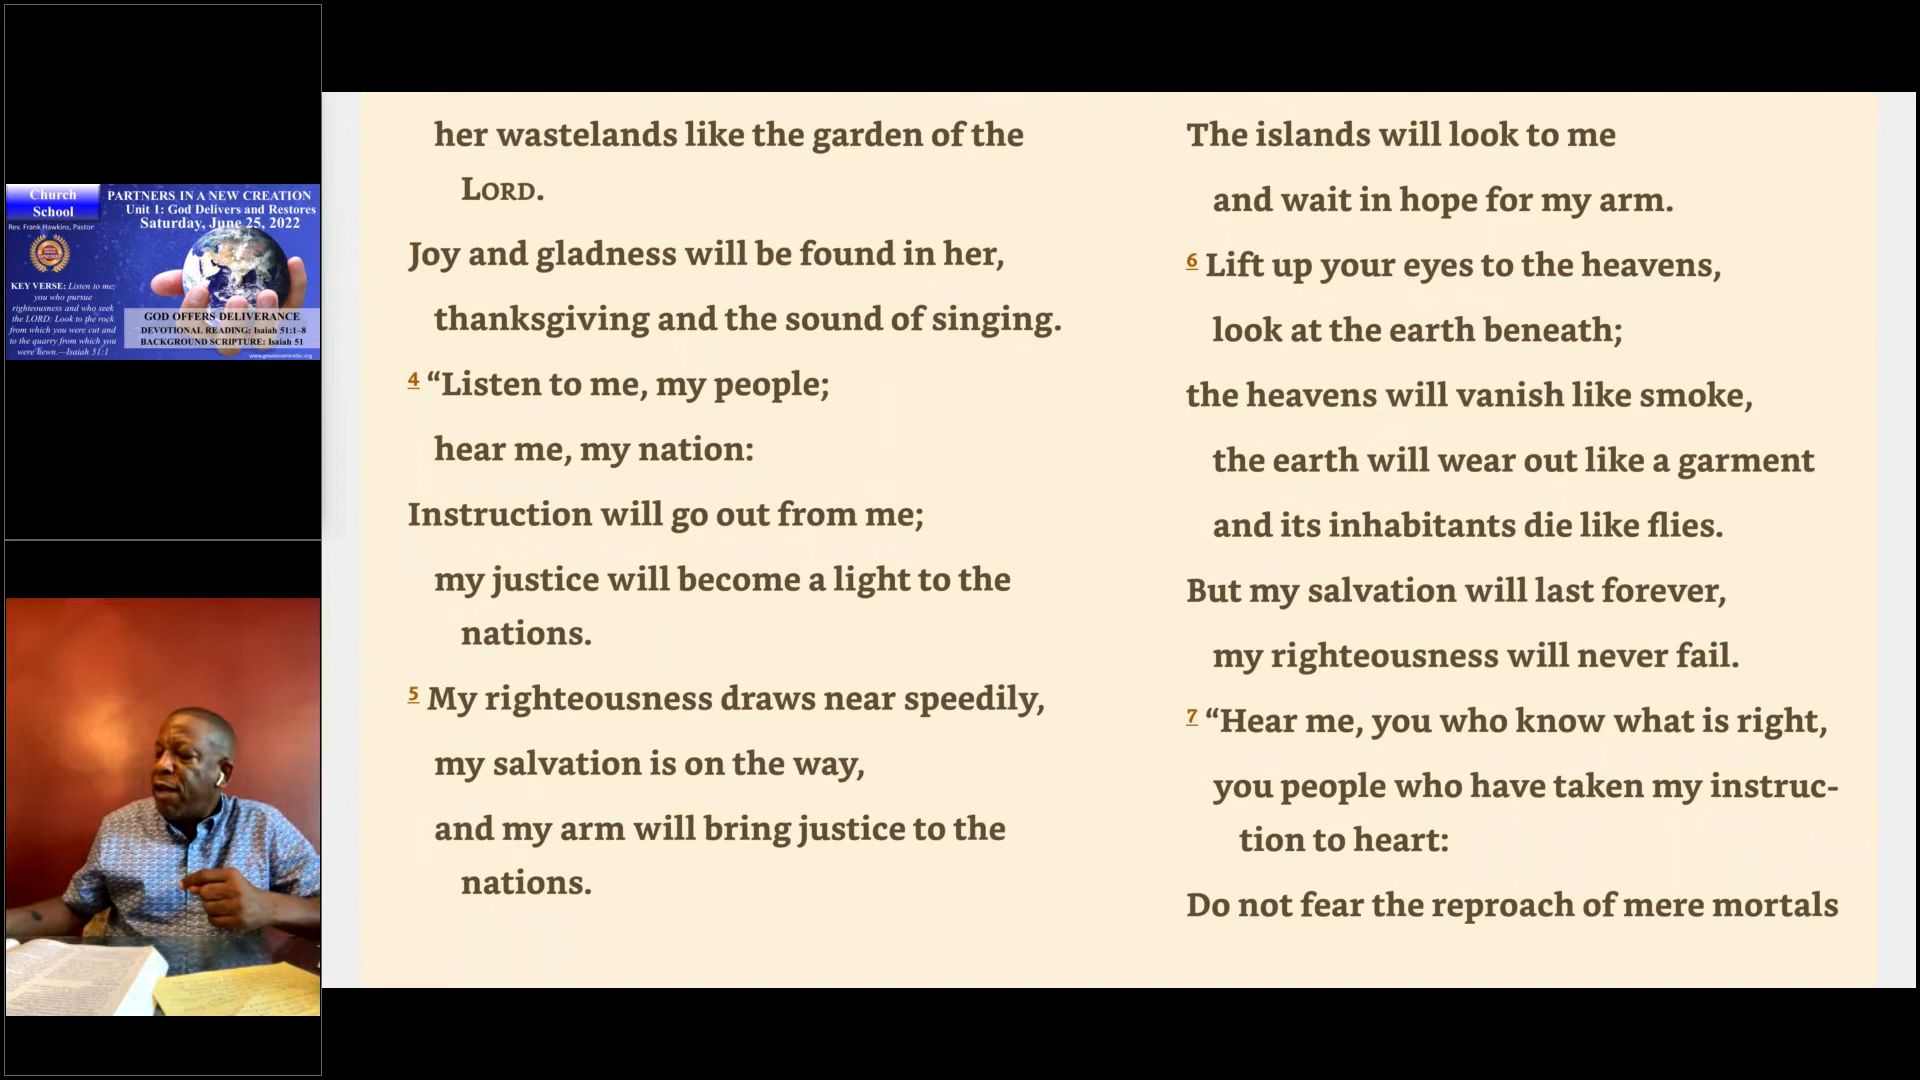 Church
School
Rev. Frank Hawkins, Pastor
PARTNERS IN A NEW CREATION
Unit 1: God Delivers and Restores
Saturday, June 25, 2022
KEY VERSE: Listen to me,
you who pursue
righteousness and who seek
the LORD: Look to the rock
from which you were cut and
to the quarry from which you
were hewn.—Isaiah 51:1
GOD OFFERS DELIVERANCE
DEVOTIONAL READING: Isaiah 51:1–8
BACKGROUND SCRIPTURE: Isaiah 51
her wastelands like the garden of the
LORD.
Joy and gladness will be found in her,
thanksgiving and the sound of singing.
4 “Listen to me, my people;
hear me, my nation:
Instruction will go out from me;
my justice will become a light to the
nations.
5 My righteousness draws near speedily,
my salvation is on the way,
and my arm will bring justice to the
nations.
The islands will look to me
and wait in hope for my arm.
6 Lift up your eyes to the heavens,
look at the earth beneath;
the heavens will vanish like smoke,
the earth will wear out like a garment
and its inhabitants die like flies.
But my salvation will last forever,
my righteousness will never fail.
7 “Hear me, you who know what is right,
you people who have taken my instruc-
tion to heart:
Do not fear the reproach of mere mortals